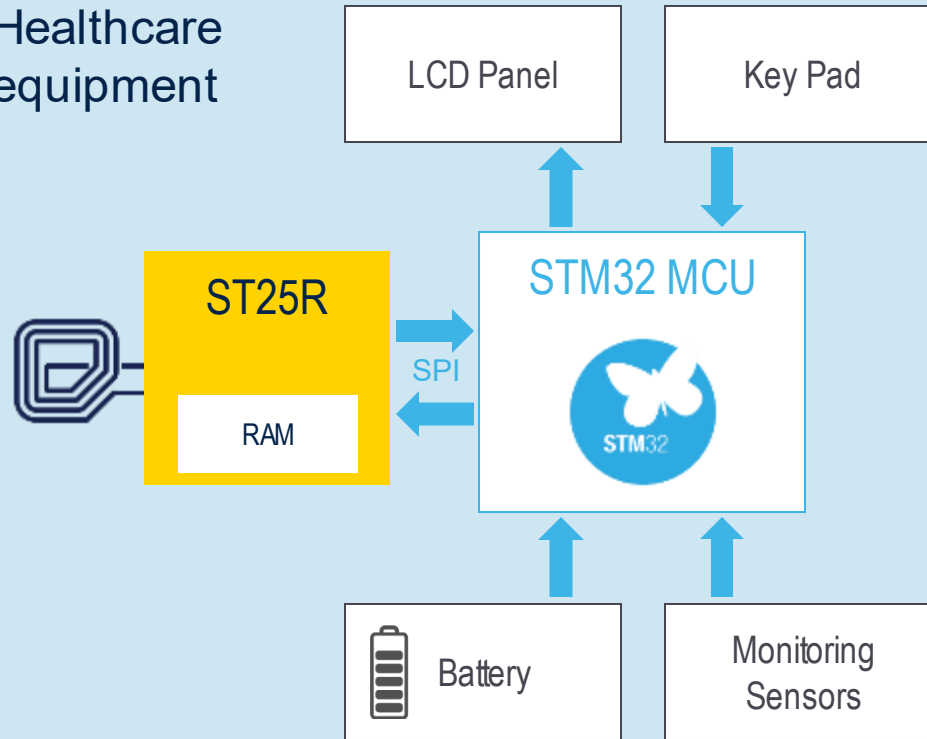 Healthcare
equipment
LCD Panel
Key Pad
ST25R
RAM
SPI
STM32 MCU
STM32
Battery
Monitoring
Sensors